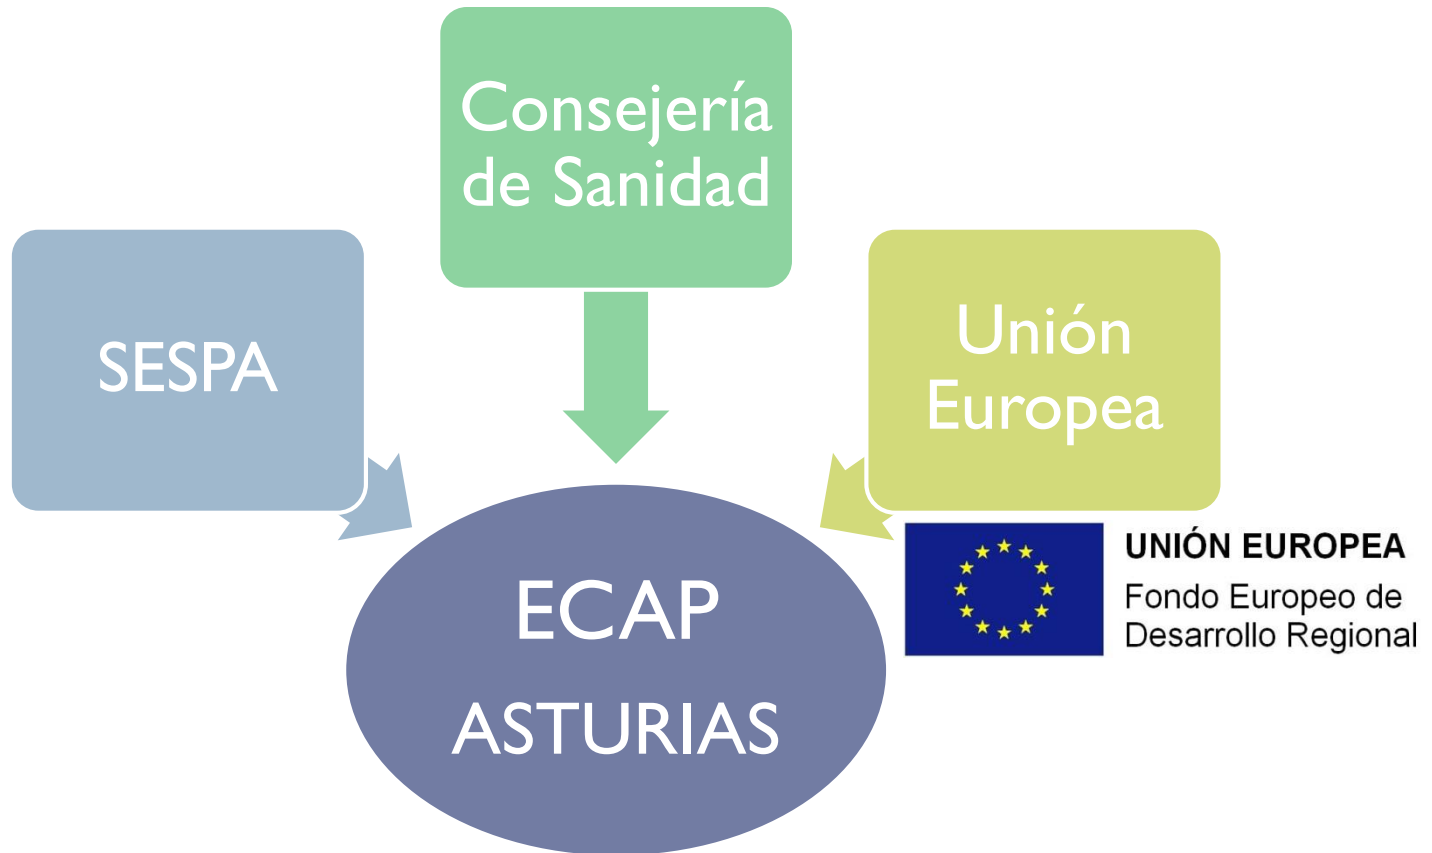 Consejería
de Sanidad
SESPA
Unión
Europea
UNIÓN EUROPEA
Fondo Europeo de
Desarrollo Regional
ECAP
ASTURIAS